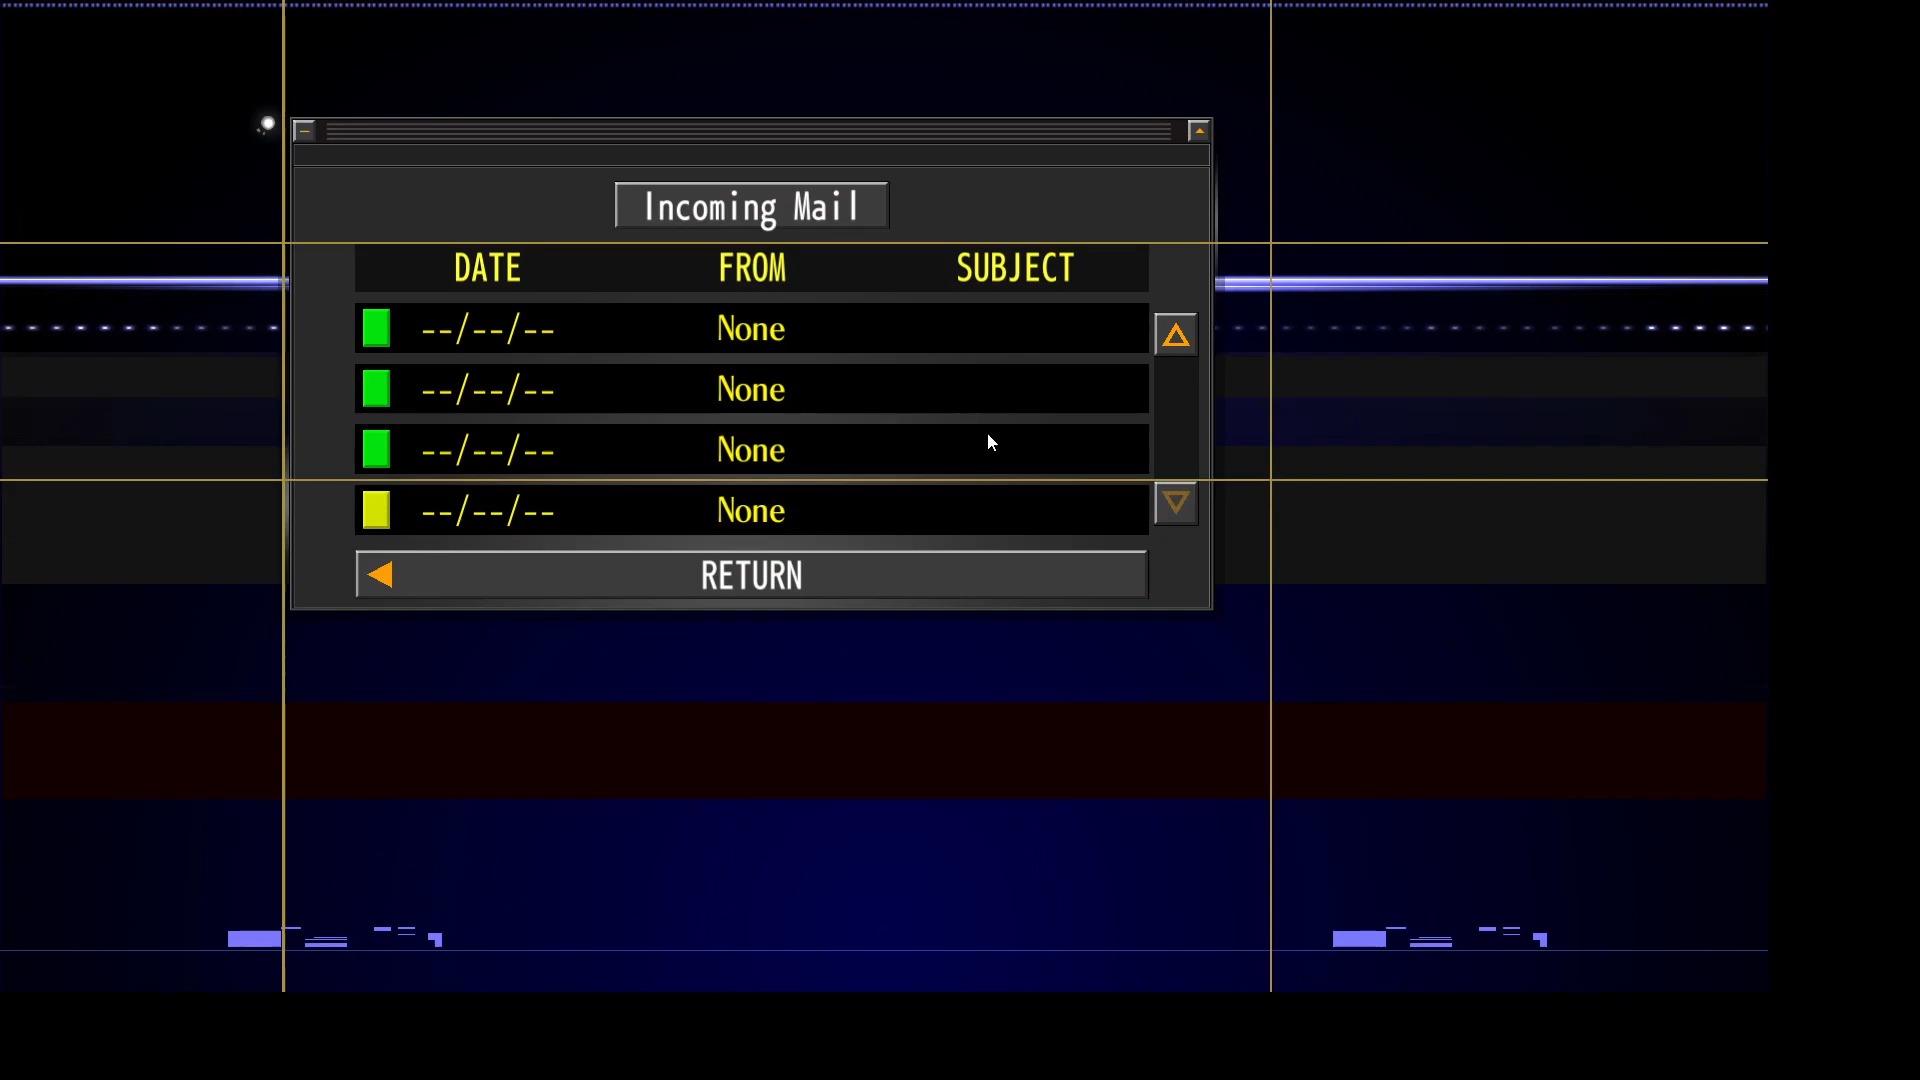 Incoming Mail
DATE FROM SUBJECT
--/--/-- None
--/--/-- None
--/--/-- None
--/--/-- None
RETURN